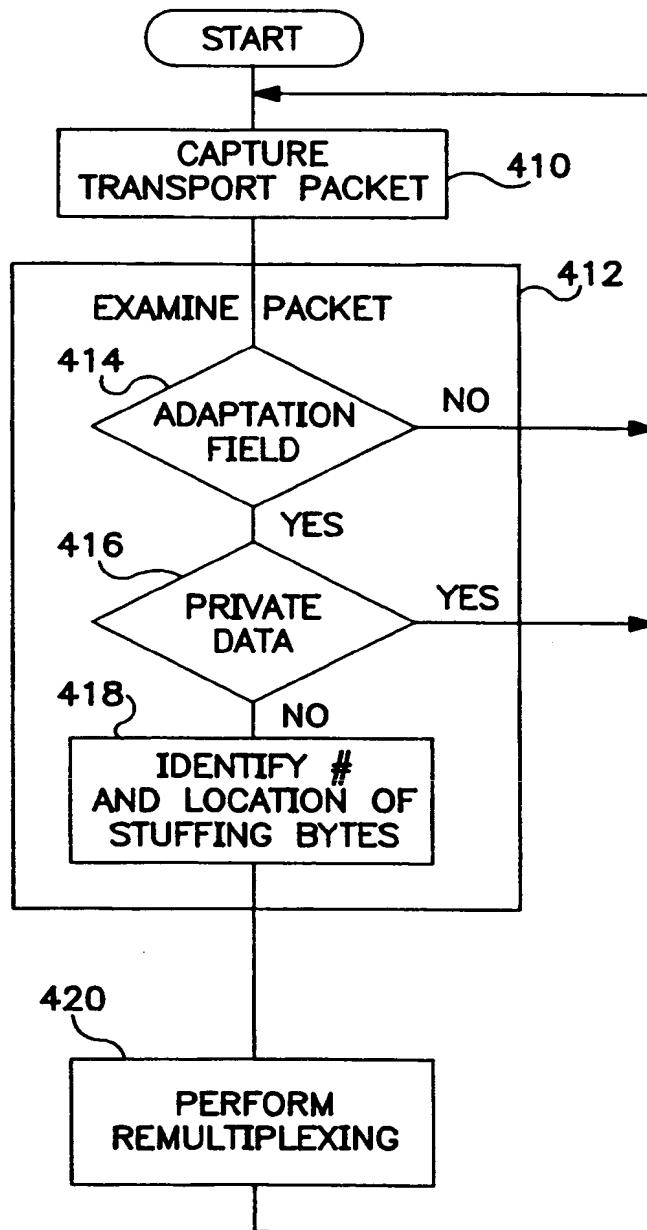 START
CAPTURE
TRANSPORT PACKET
410
412
EXAMINE PACKET
414
ADAPTATION
FIELD
NO
YES
416
PRIVATE
DATA
YES
418
NO
IDENTIFY #
AND LOCATION OF
STUFFING BYTES
420
PERFORM
REMULTIPLEXING